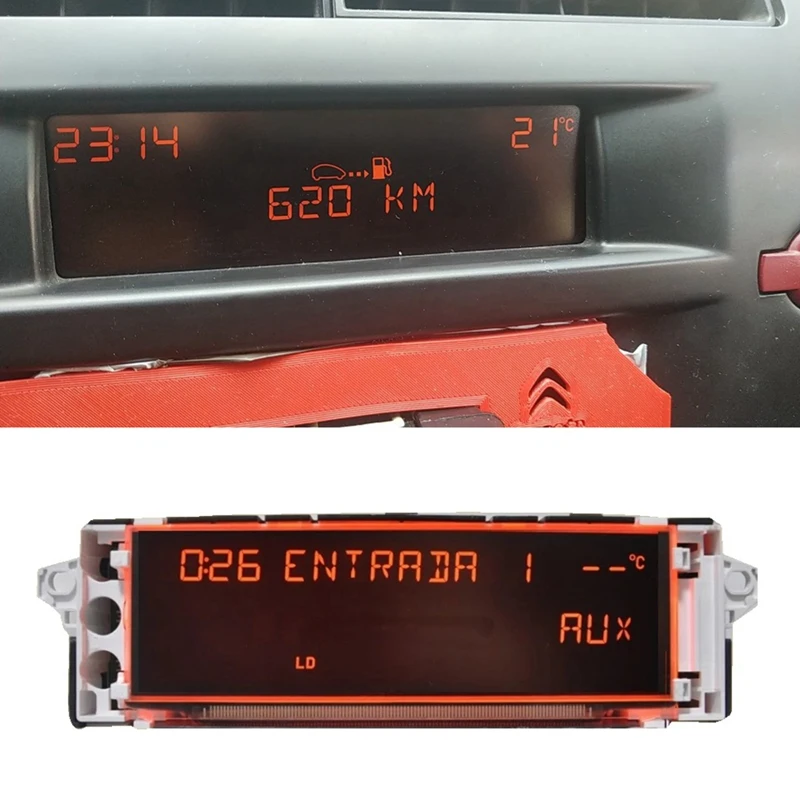 23:14 21°C
620 KM
0:26 ENTRADA 1 --°C
AUX
LD